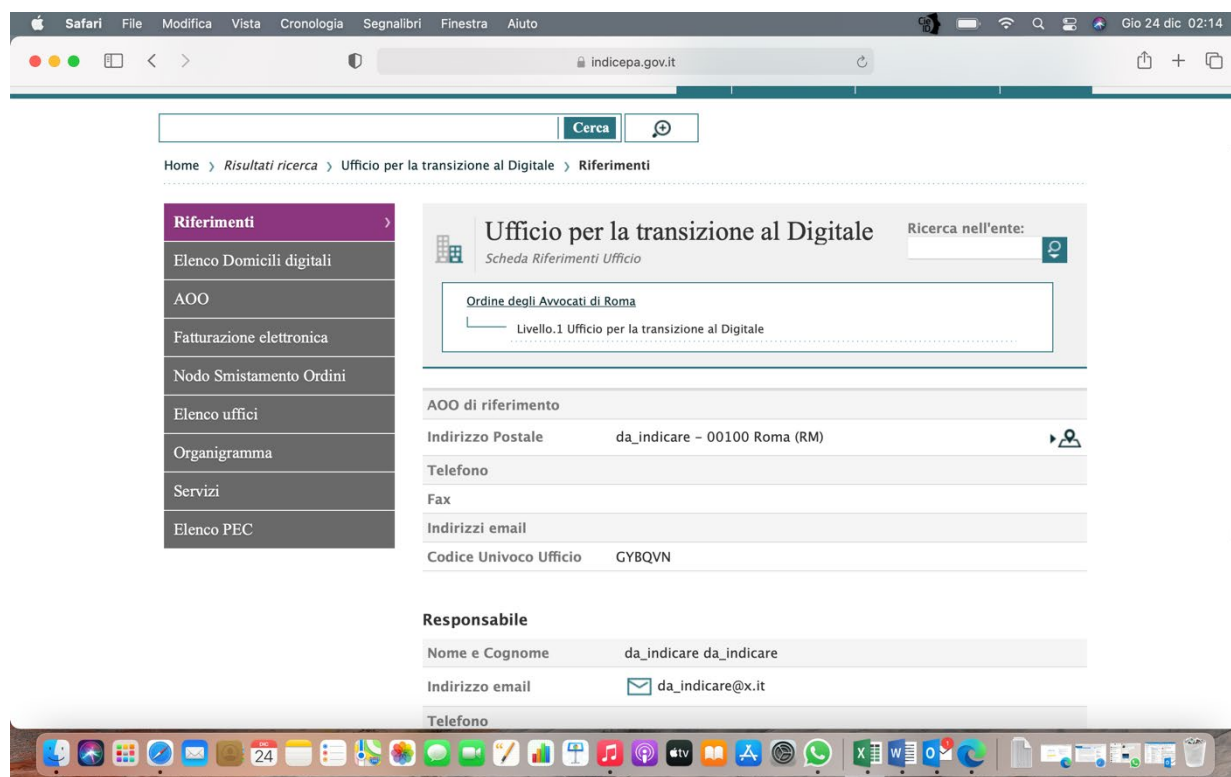 Safari File Modifica Vista Cronologia Segnalibri Finestra Aiuto Gio 24 dic 02:14
indicepa.gov.it
Cerca
Home > Risultati ricerca > Ufficio per la transizione al Digitale > Riferimenti
Riferimenti
Elenco Domicili digitali
AOO
Fatturazione elettronica
Nodo Smistamento Ordini
Elenco uffici
Organigramma
Servizi
Elenco PEC
Ufficio per la transizione al Digitale
Scheda Riferimenti Ufficio
Ricerca nell'ente:
Ordine degli Avvocati di Roma
Livello.1 Ufficio per la transizione al Digitale
AOO di riferimento
Indirizzo Postale da_indicare – 00100 Roma (RM)
Telefono
Fax
Indirizzi email
Codice Univoco Ufficio GYBQVN
Responsabile
Nome e Cognome da_indicare da_indicare
Indirizzo email da_indicare@x.it
Telefono
DIC
24
tv